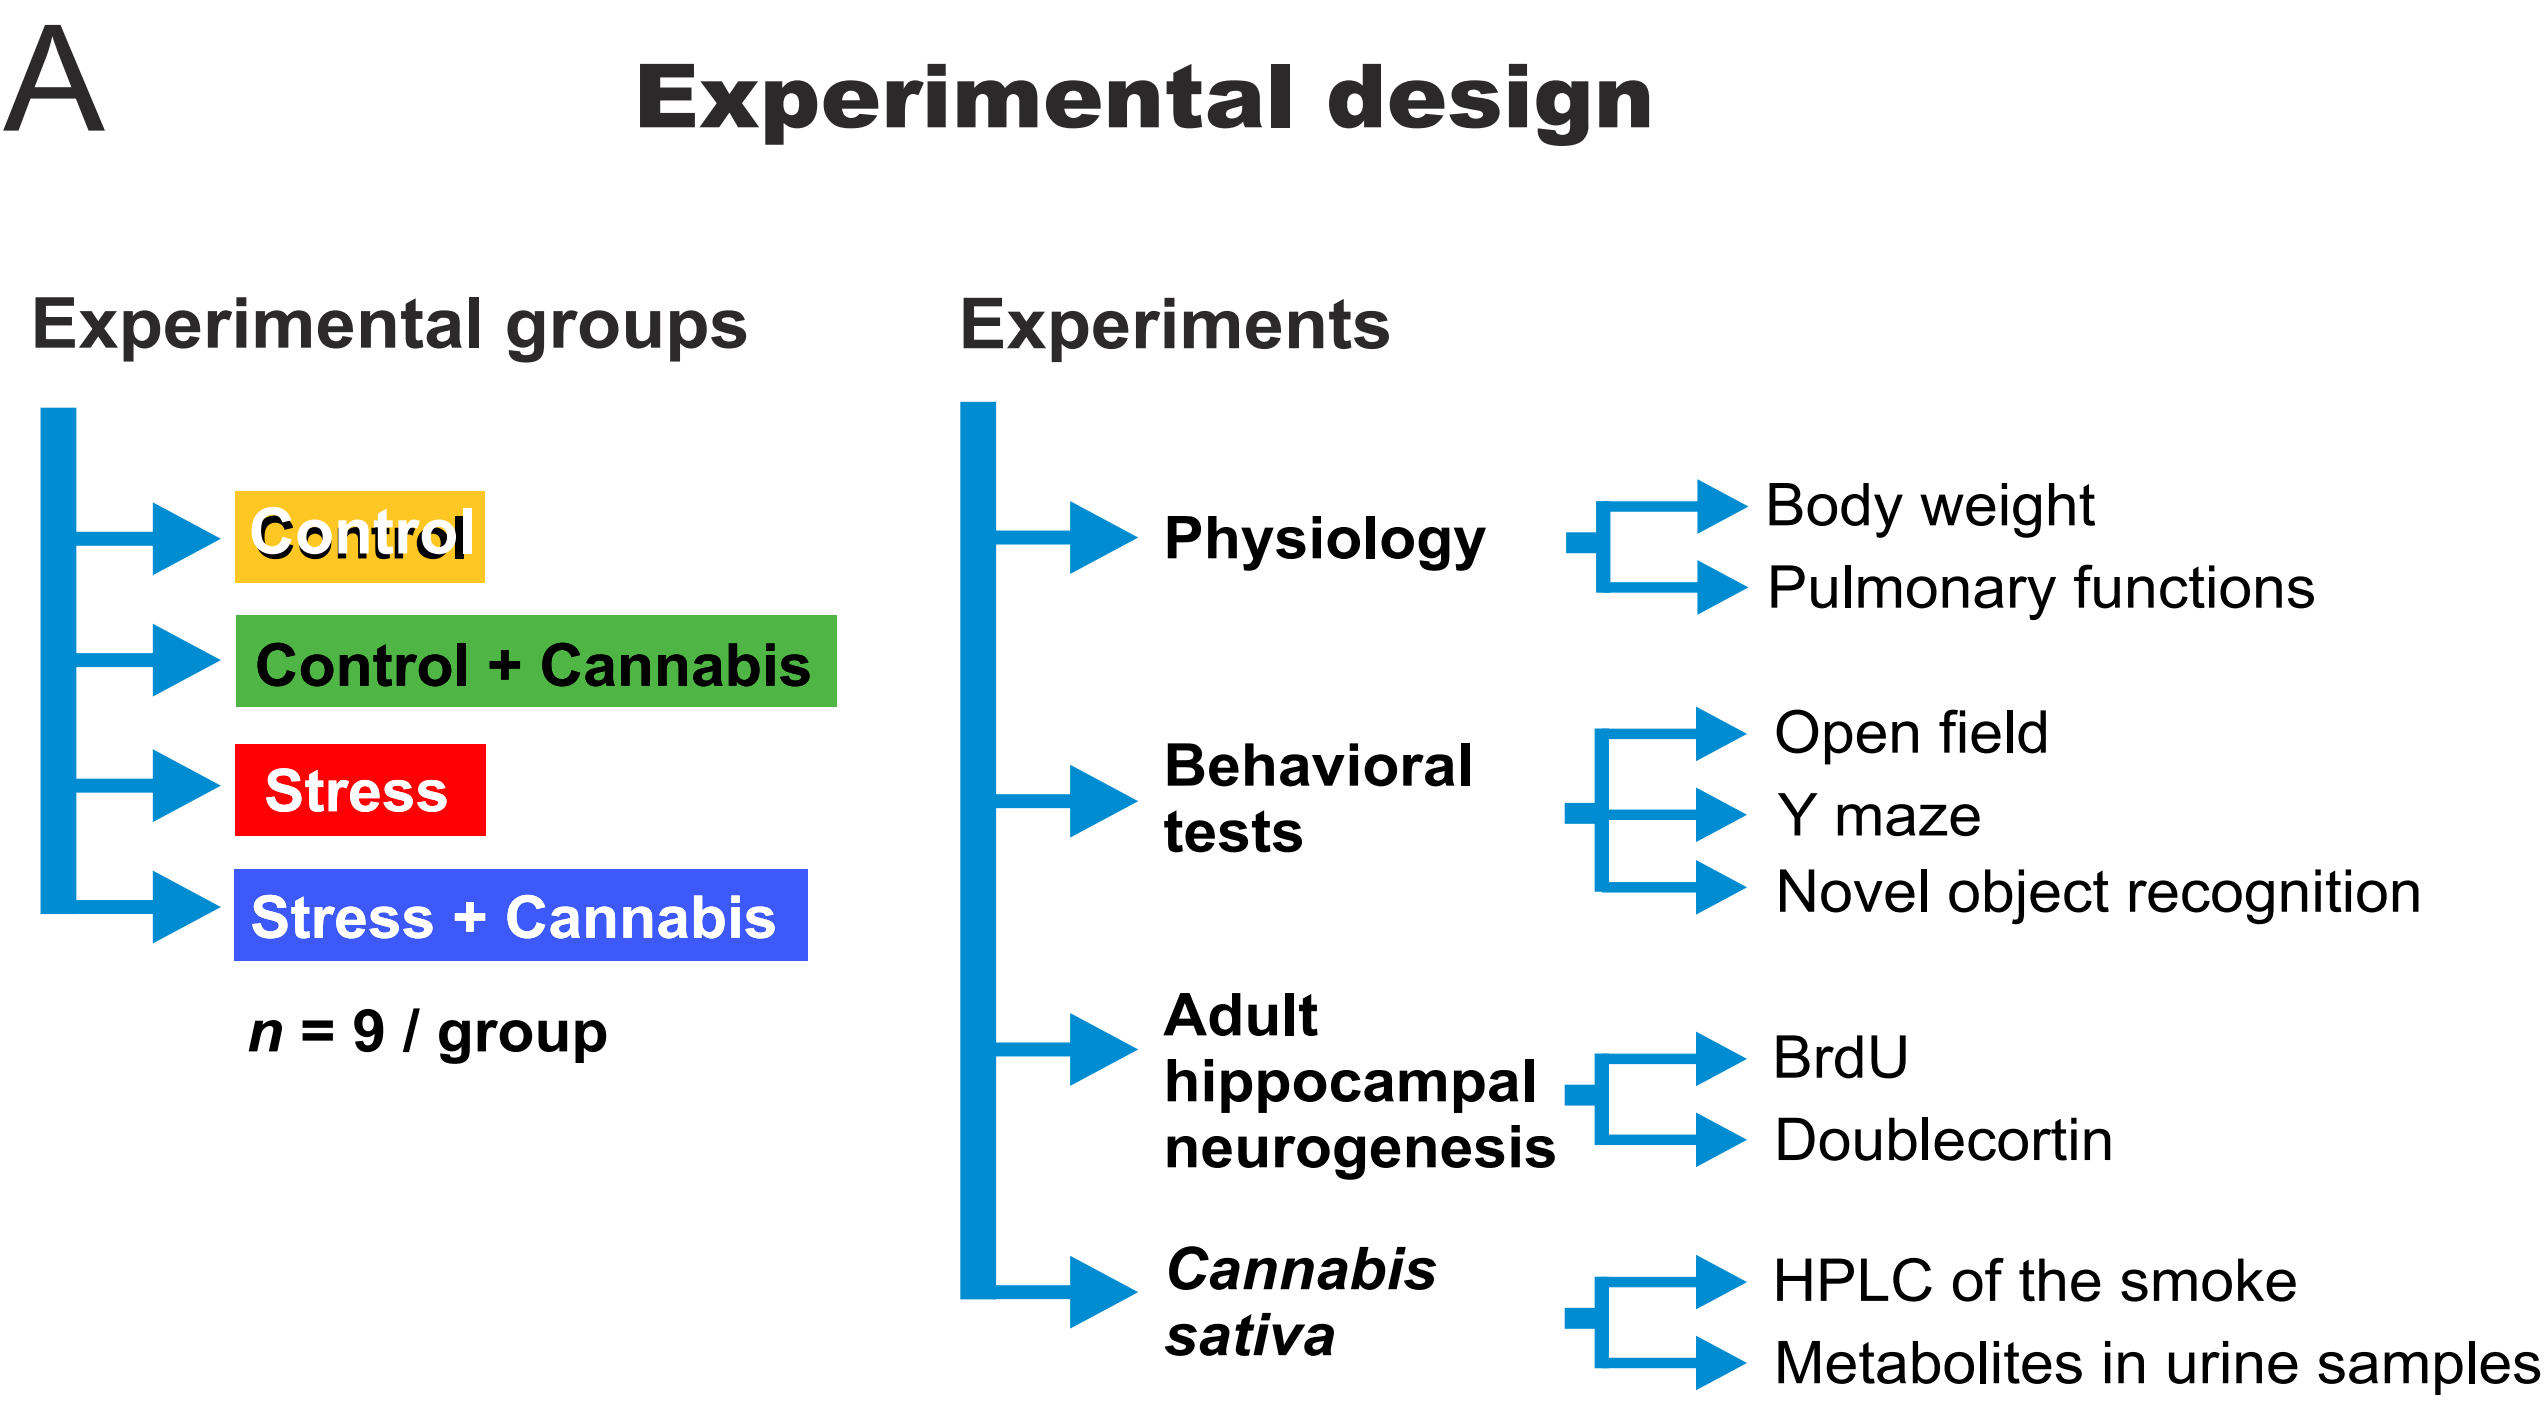 A
Experimental design
Experimental groups
Control
Control + Cannabis
Stress
Stress + Cannabis
n = 9 / group
Experiments
Physiology
Body weight
Pulmonary functions
Behavioral
tests
Open field
Y maze
Novel object recognition
Adult
hippocampal
neurogenesis
BrdU
Doublecortin
Cannabis
sativa
HPLC of the smoke
Metabolites in urine samples